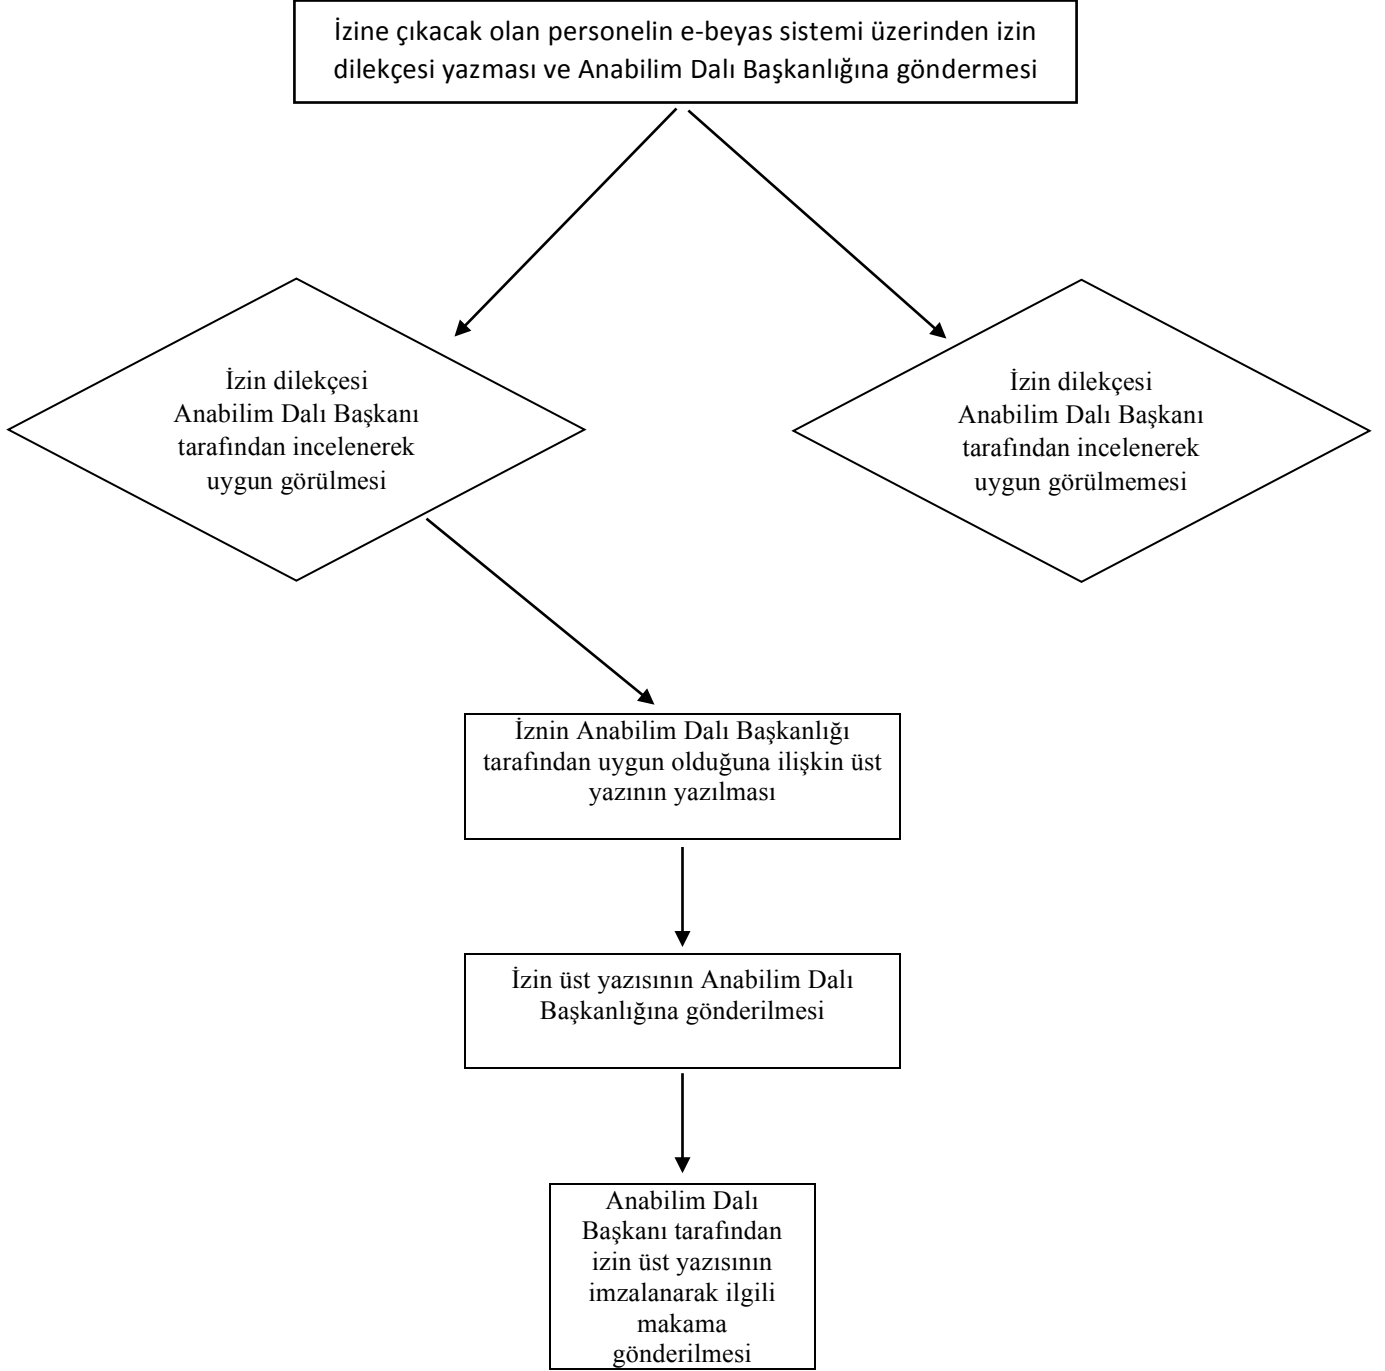 İzine çıkacak olan personelin e-beyas sistemi üzerinden izin
dilekçesi yazması ve Anabilim Dalı Başkanlığına göndermesi
İzin dilekçesi
Anabilim Dalı Başkanı
tarafından incelenerek
uygun görülmesi
İzin dilekçesi
Anabilim Dalı Başkanı
tarafından incelenerek
uygun görülmemesi
İznin Anabilim Dalı Başkanlığı
tarafından uygun olduğuna ilişkin üst
yazının yazılması
İzin üst yazısının Anabilim Dalı
Başkanlığına gönderilmesi
Anabilim Dalı
Başkanı tarafından
izin üst yazısının
imzalanarak ilgili
makama
gönderilmesi